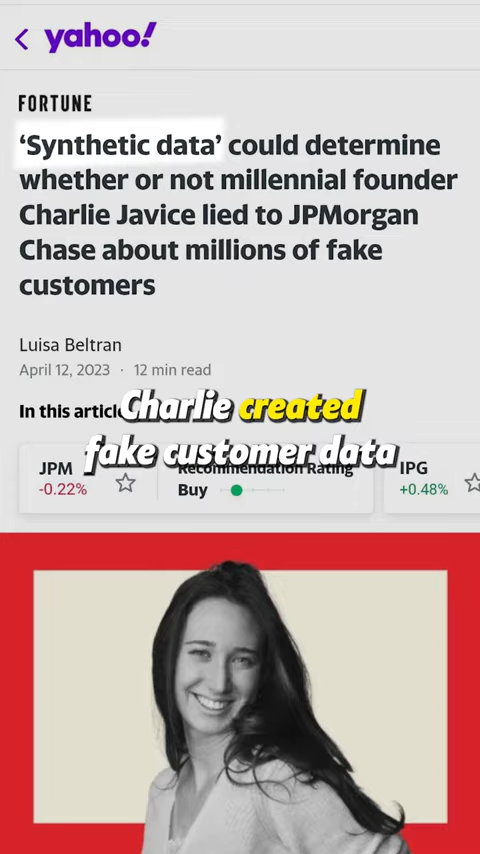 yahoo!
FORTUNE
‘Synthetic data’ could determine
whether or not millennial founder
Charlie Javice lied to JPMorgan
Chase about millions of fake
customers
Luisa Beltran
April 12, 2023 · 12 min read
In this article
Charlie created
fake customer data
JPM
Recommendation Rating
IPG
-0.22%
Buy
+0.48%